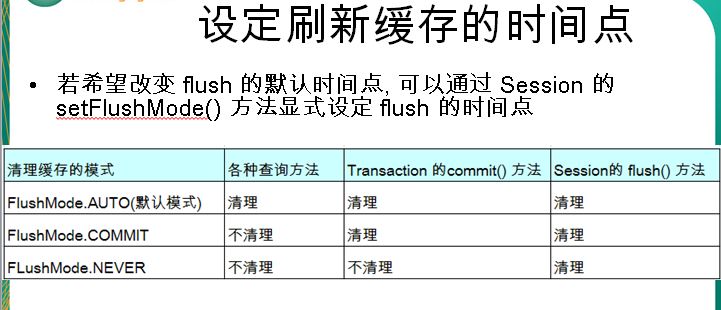 设定刷新缓存的时间点
• 若希望改变 flush 的默认时间点, 可以通过 Session 的
setFlushMode() 方法显式设定 flush 的时间点
清理缓存的模式 各种查询方法 Transaction 的commit() 方法 Session的 flush() 方法
FlushMode.AUTO(默认模式) 清理 清理 清理
FlushMode.COMMIT 不清理 清理 清理
FLushMode.NEVER 不清理 不清理 清理